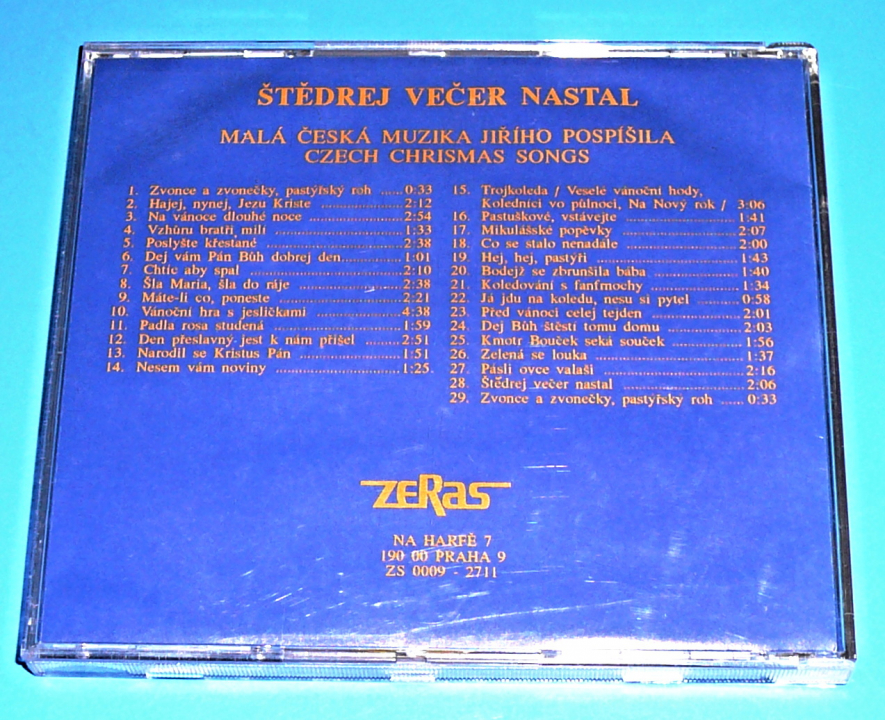 ŠTĚDREJ VEČER NASTAL
MALÁ ČESKÁ MUZIKA JIŘÍHO POSPÍŠILA
CZECH CHRISMAS SONGS
1. Zvonce a zvonečky, pastýřský roh ......0:33
2. Hajej, nynej, Jezu Kriste ......2:12
3. Na vánoce dlouhé noce ......2:54
4. Vzhůru bratři milí ......1:33
5. Poslyšte křesťané ......2:38
6. Dej vám Pán Bůh dobrej den ......1:01
7. Chtíc aby spal ......2:10
8. Šla Maria, šla do ráje ......2:38
9. Máte-li co, poneste ......2:21
10. Vánoční hra s jesličkami ......4:38
11. Padla rosa studená ......1:59
12. Den přeslavný jest k nám přišel ......2:51
13. Narodil se Kristus Pán ......1:51
14. Nesem vám noviny ......1:25
15. Trojkoleda / Veselé vánoční hody,
Koledníci vo půlnoci, Na Nový rok / 3:06
16. Pastuškové, vstávejte ......1:41
17. Mikulášské popěvky ......2:07
18. Co se stalo nenadále ......2:00
19. Hej, hej, pastýři ......1:43
20. Bodejž se zbrunšila bába ......1:40
21. Koledování s fanfrnochy ......1:34
22. Já jdu na koledu, nesu si pytel ......0:58
23. Před vánoci celej tejden ......2:01
24. Dej Bůh štěstí tomu domu ......2:03
25. Kmotr Bouček seká souček ......1:56
26. Zelená se louka ......1:37
27. Pásli ovce valaši ......2:16
28. Štědrej večer nastal ......2:06
29. Zvonce a zvonečky, pastýřský roh ......0:33
ZERAS
NA HARFĚ 7
190 00 PRAHA 9
ZS 0009 - 2711